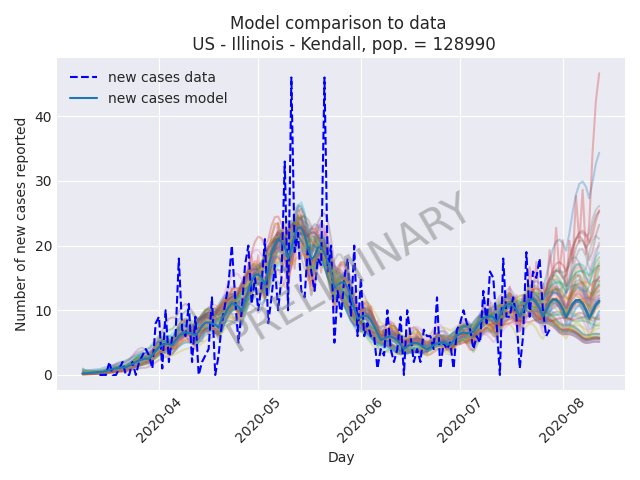 Model comparison to data
US - Illinois - Kendall, pop. = 128990
new cases data
new cases model
Number of new cases reported
40
30
20
10
0
PRELIMINARY
2020-04
2020-05
2020-06
2020-07
2020-08
Day